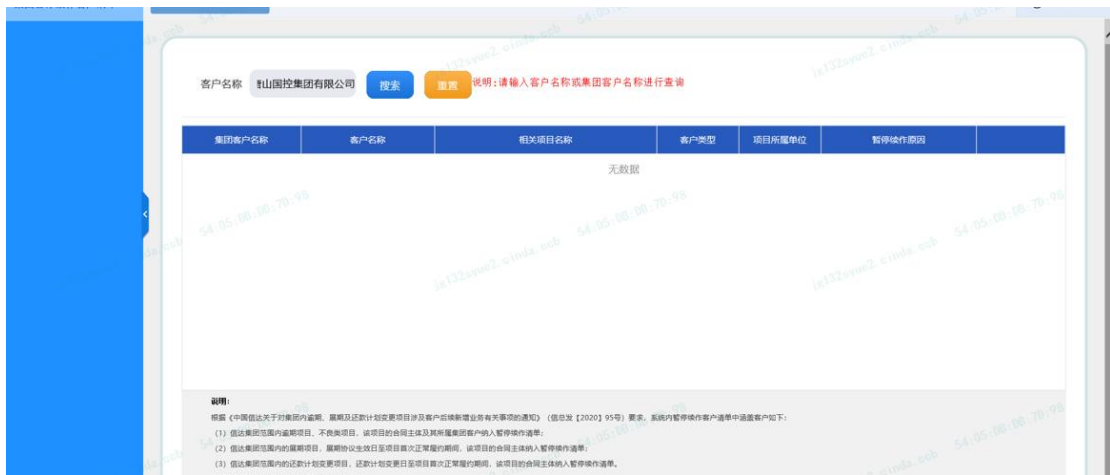 客户名称 山国控集团有限公司 搜索 重置 说明:请输入客户名称或集团客户名称进行查询
集团客户名称 客户名称 相关项目名称 客户类型 项目所属单位 暂停续作原因
无数据
说明:
根据《中国信达关于对集团内逾期、展期及还款计划变更项目涉及客户后续新增业务有关事项的通知》(信总发【2020】95号)要求,系统内暂停续作客户清单中涵盖客户如下:
(1)信达集团范围内逾期项目、不良类项目,该项目的合同主体及其所属集团客户纳入暂停续作清单;
(2)信达集团范围内的展期项目,展期协议生效日至项目首次正常履约期间,该项目的合同主体纳入暂停续作清单;
(3)信达集团范围内的还款计划变更项目,还款计划变更日至项目首次正常履约期间,该项目的合同主体纳入暂停续作清单。